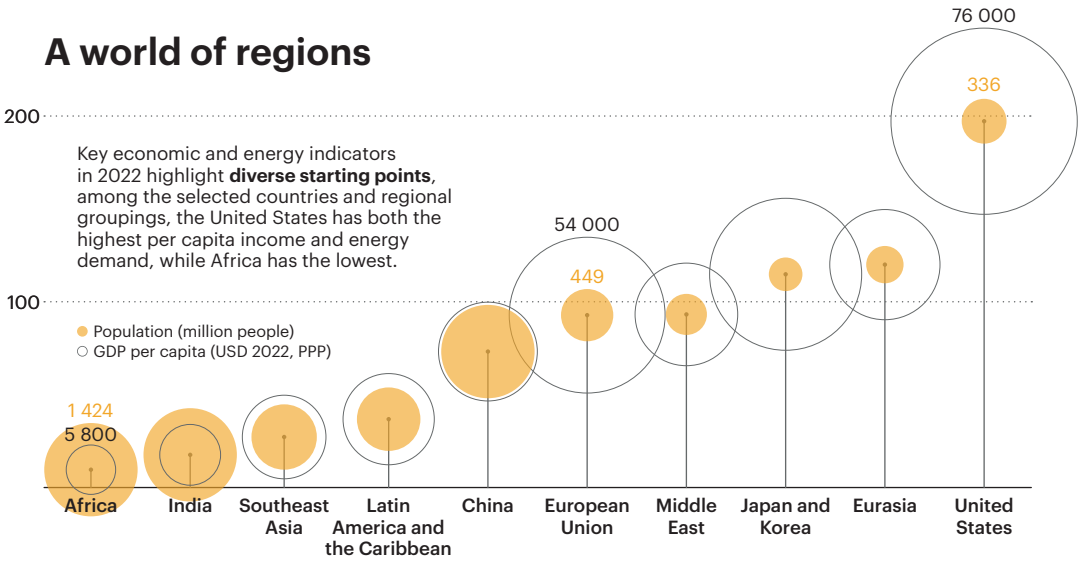 A world of regions
76 000
336
200
Key economic and energy indicators
in 2022 highlight diverse starting points,
among the selected countries and regional
groupings, the United States has both the
highest per capita income and energy
demand, while Africa has the lowest.
54 000
449
100
Population (million people)
GDP per capita (USD 2022, PPP)
1 424
5 800
Africa
India
Southeast
Asia
Latin
America and
the Caribbean
China
European
Union
Middle
East
Japan and
Korea
Eurasia
United
States